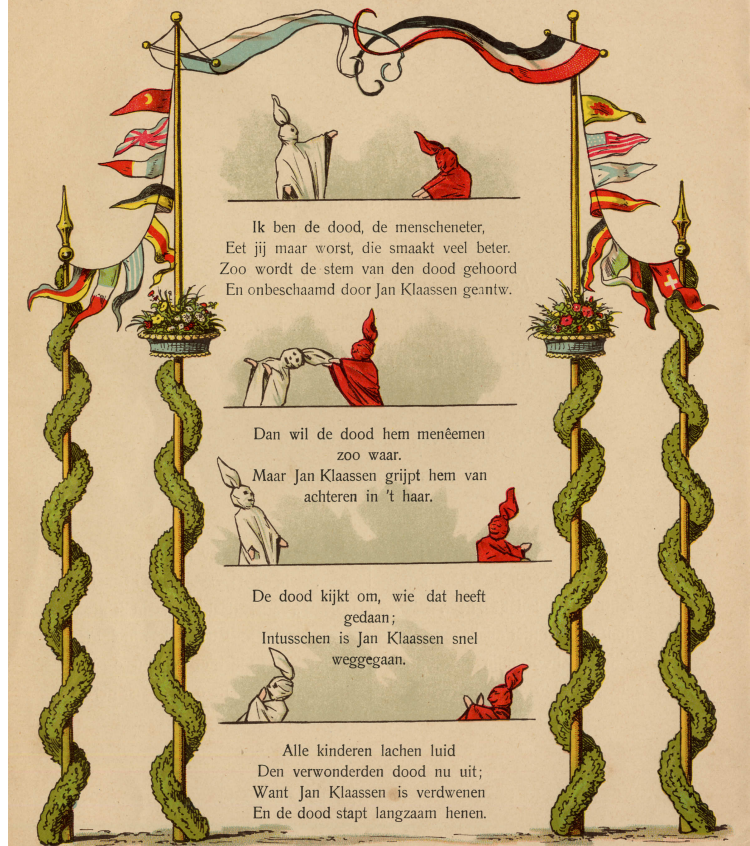 Ik ben de dood, de menscheneter,
Eet jij maar worst, die smaakt veel beter.
Zoo wordt de stem van den dood gehoord
En onbeschaamd door Jan Klaassen geantw.
Dan wil de dood hem menêemen
zoo waar.
Maar Jan Klaassen grijpt hem van
achteren in 't haar.
De dood kijkt om, wie dat heeft
gedaan;
Intusschen is Jan Klaassen snel
weggegaan.
Alle kinderen lachen luid
Den verwonderden dood nu uit;
Want Jan Klaassen is verdwenen
En de dood stapt langzaam henen.